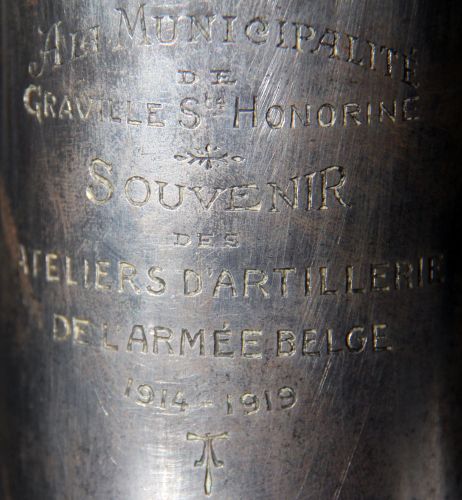 A LA MUNICIPALITÉ
DE
GRAVILLE STE HONORINE
SOUVENIR
DES
ATELIERS D'ARTILLERIE
DE L'ARMÉE BELGE
1914-1919